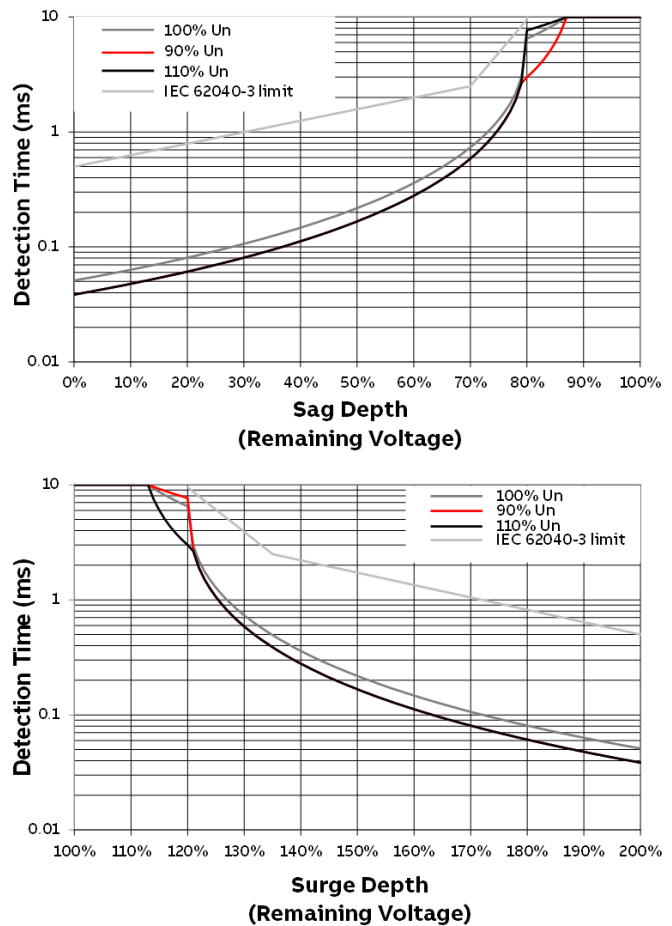 10
100% Un
90% Un
110% Un
IEC 62040-3 limit
1
0.1
0.01
Detection Time (ms)
0% 10% 20% 30% 40% 50% 60% 70% 80% 90% 100%
Sag Depth
(Remaining Voltage)
10
100% Un
90% Un
110% Un
IEC 62040-3 limit
1
0.1
0.01
Detection Time (ms)
100% 110% 120% 130% 140% 150% 160% 170% 180% 190% 200%
Surge Depth
(Remaining Voltage)